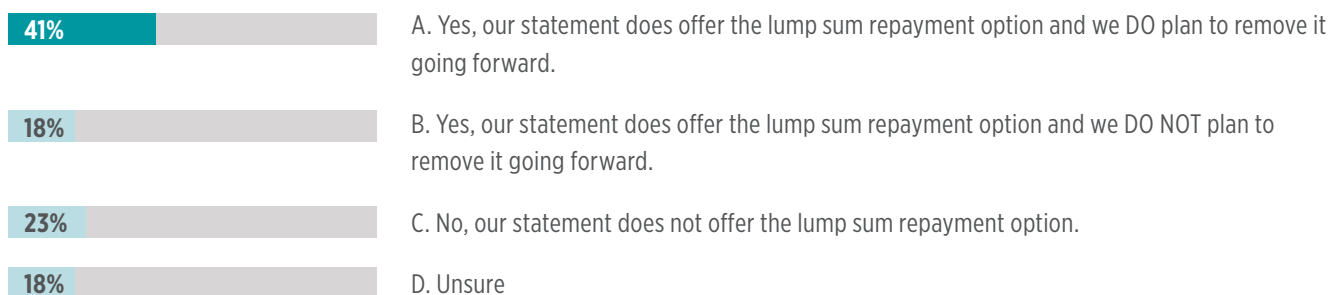 41%
A. Yes, our statement does offer the lump sum repayment option and we DO plan to remove it
going forward.
18%
B. Yes, our statement does offer the lump sum repayment option and we DO NOT plan to
remove it going forward.
23%
C. No, our statement does not offer the lump sum repayment option.
18%
D. Unsure